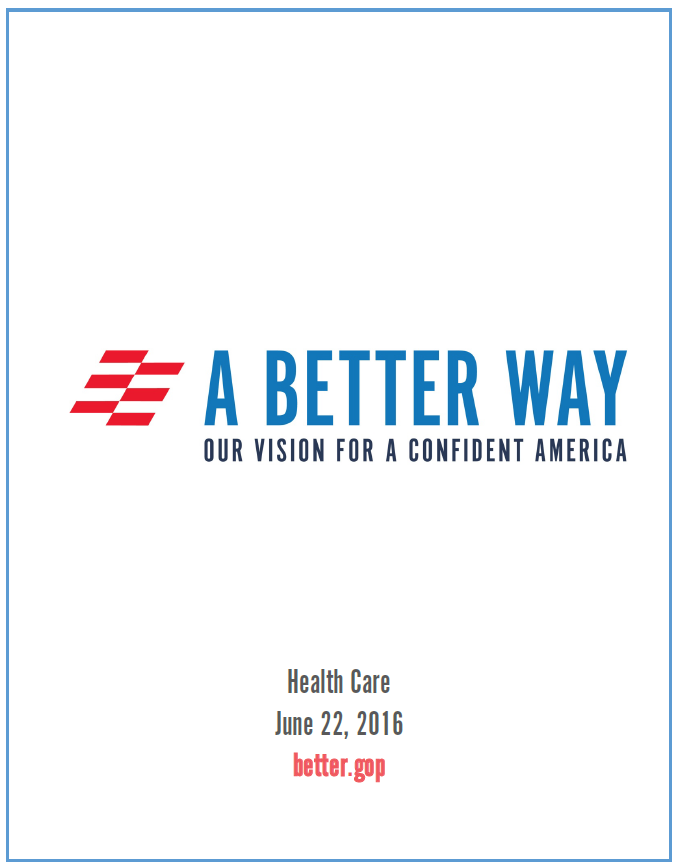 A BETTER WAY
OUR VISION FOR A CONFIDENT AMERICA
Health Care
June 22, 2016
better.gop